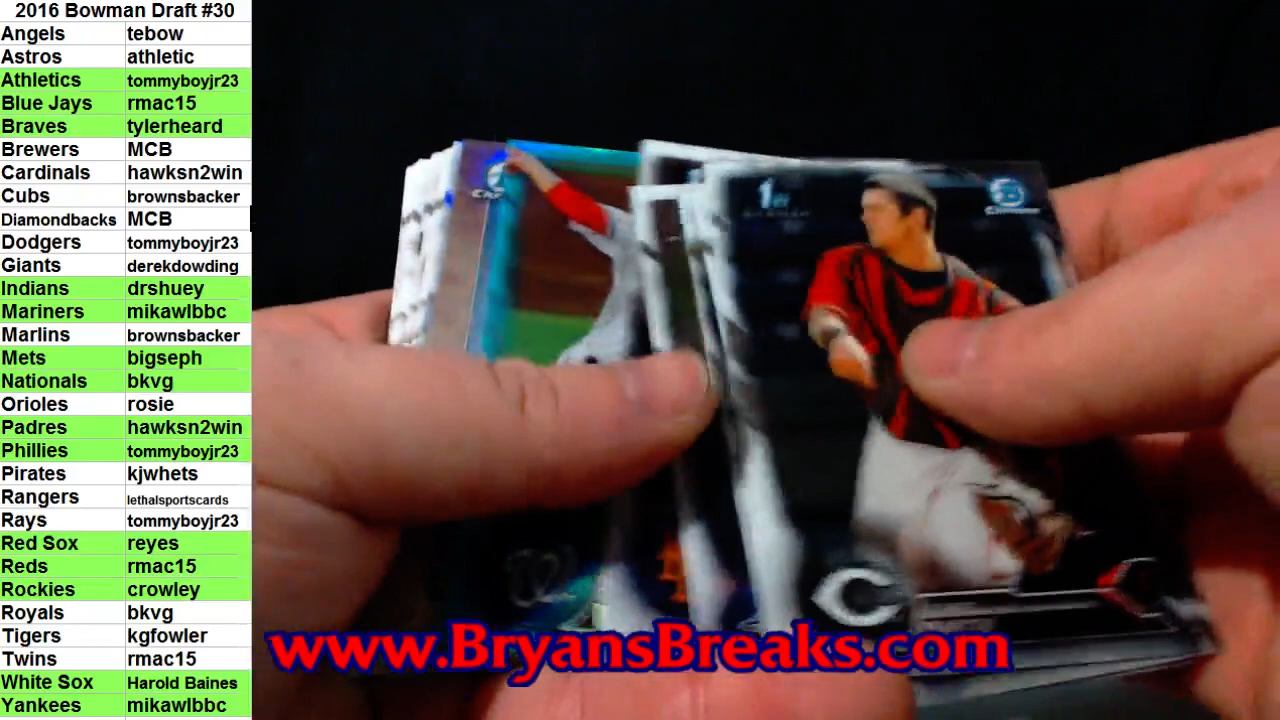 2016 Bowman Draft #30
Angels tebow
Astros athletic
Athletics tommyboyjr23
Blue Jays rmac15
Braves tylerheard
Brewers MCB
Cardinals hawksn2win
Cubs brownsbacker
Diamondbacks MCB
Dodgers tommyboyjr23
Giants derekdowding
Indians drshuey
Mariners mikawlbbc
Marlins brownsbacker
Mets bigseph
Nationals bkvg
Orioles rosie
Padres hawksn2win
Phillies tommyboyjr23
Pirates kjwhets
Rangers lethalsportscards
Rays tommyboyjr23
Red Sox reyes
Reds rmac15
Rockies crowley
Royals bkvg
Tigers kgfowler
Twins rmac15
White Sox Harold Baines
Yankees mikawlbbc
1st
www.BryansBreaks.com